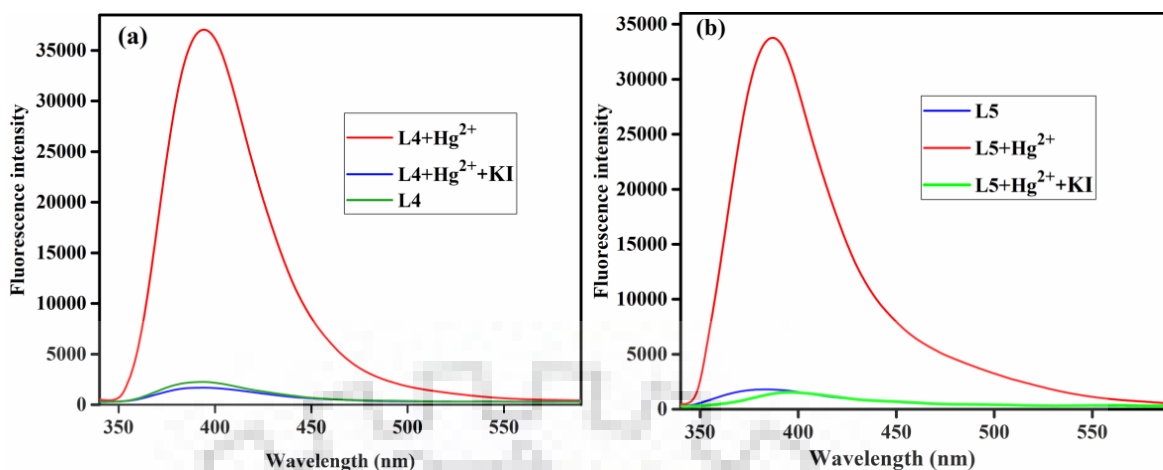 (a)
Fluorescence intensity
35000
30000
25000
20000
15000
10000
5000
0
L4+Hg²⁺
L4+Hg²⁺+KI
L4
350 400 450 500 550
Wavelength (nm)
(b)
Fluorescence intensity
35000
30000
25000
20000
15000
10000
5000
0
L5
L5+Hg²⁺
L5+Hg²⁺+KI
350 400 450 500 550
Wavelength (nm)